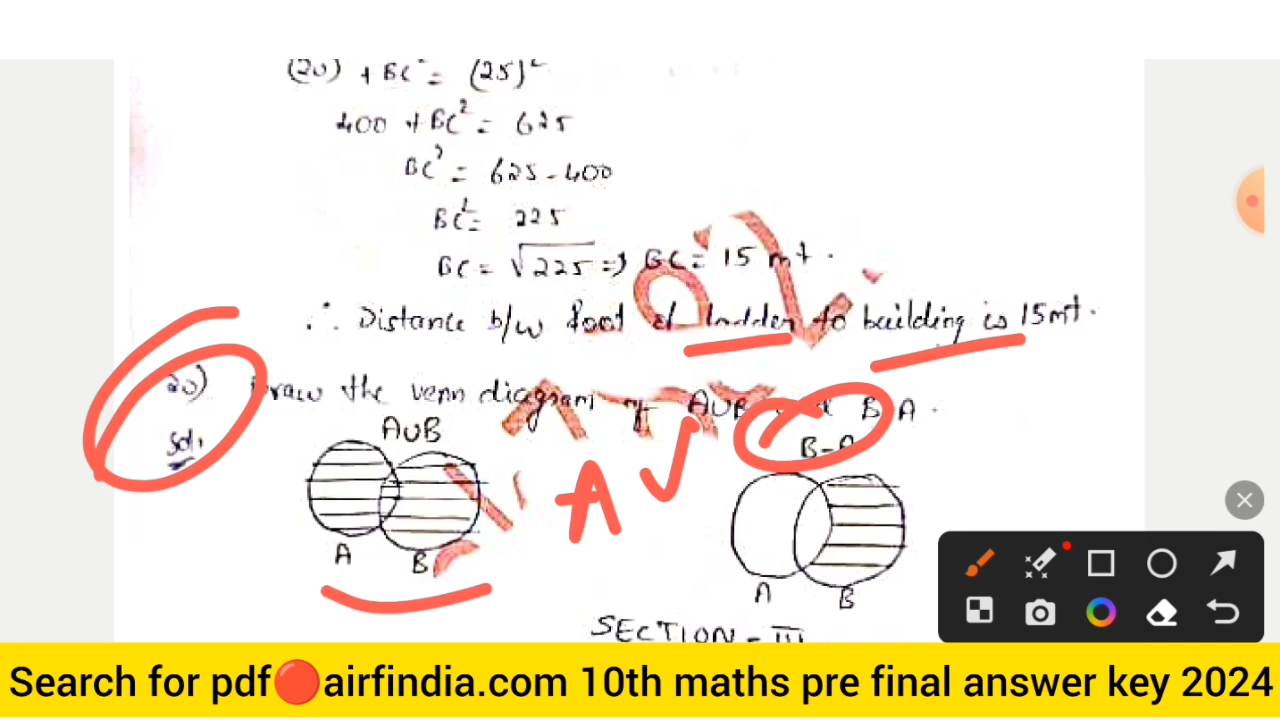 (20) + BC² = (25)²
400 + BC² = 625
BC² = 625 - 400
BC² = 225
BC = √225 ⇒ BC = 15 mt.
∴ Distance b/w foot of ladder to building is 15mt.
20) Draw the venn diagram of AUB and B-A.
Sol.
AUB
B-A
A
A B
A B
SECTION - III
Search for pdf🔴airfindia.com 10th maths pre final answer key 2024